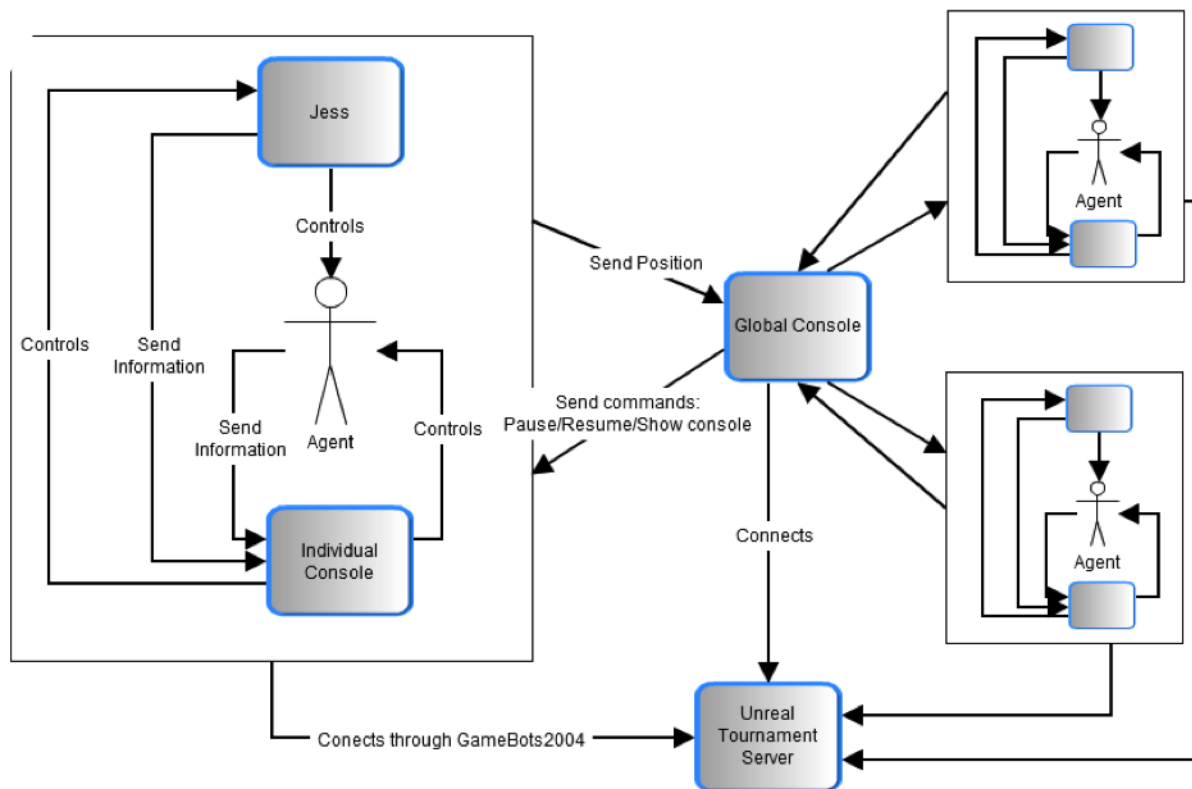 Jess
Controls
Agent
Controls
Send
Information
Send
Information
Controls
Individual
Console
Send Position
Global Console
Send commands:
Pause/Resume/Show console
Connects
Unreal
Tournament
Server
Conects through GameBots2004
Agent
Agent